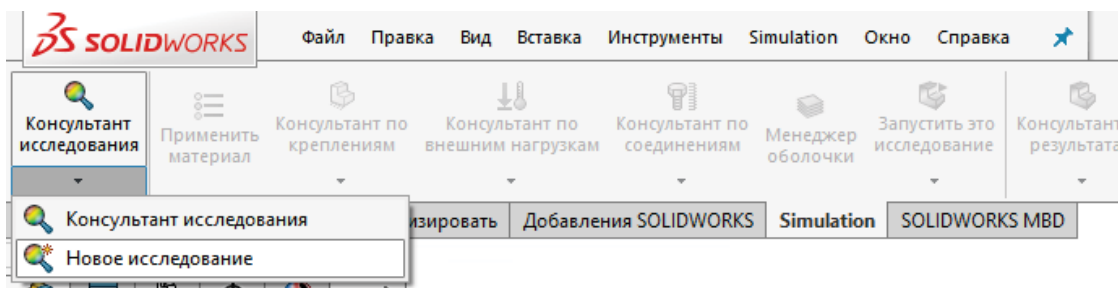 SOLIDWORKS Файл Правка Вид Вставка Инструменты Simulation Окно Справка
Консультант исследования
Применить материал
Консультант по креплениям
Консультант по внешним нагрузкам
Консультант по соединениям
Менеджер оболочки
Запустить это исследование
Консультант результата
изировать Добавления SOLIDWORKS Simulation SOLIDWORKS MBD
Консультант исследования
Новое исследование